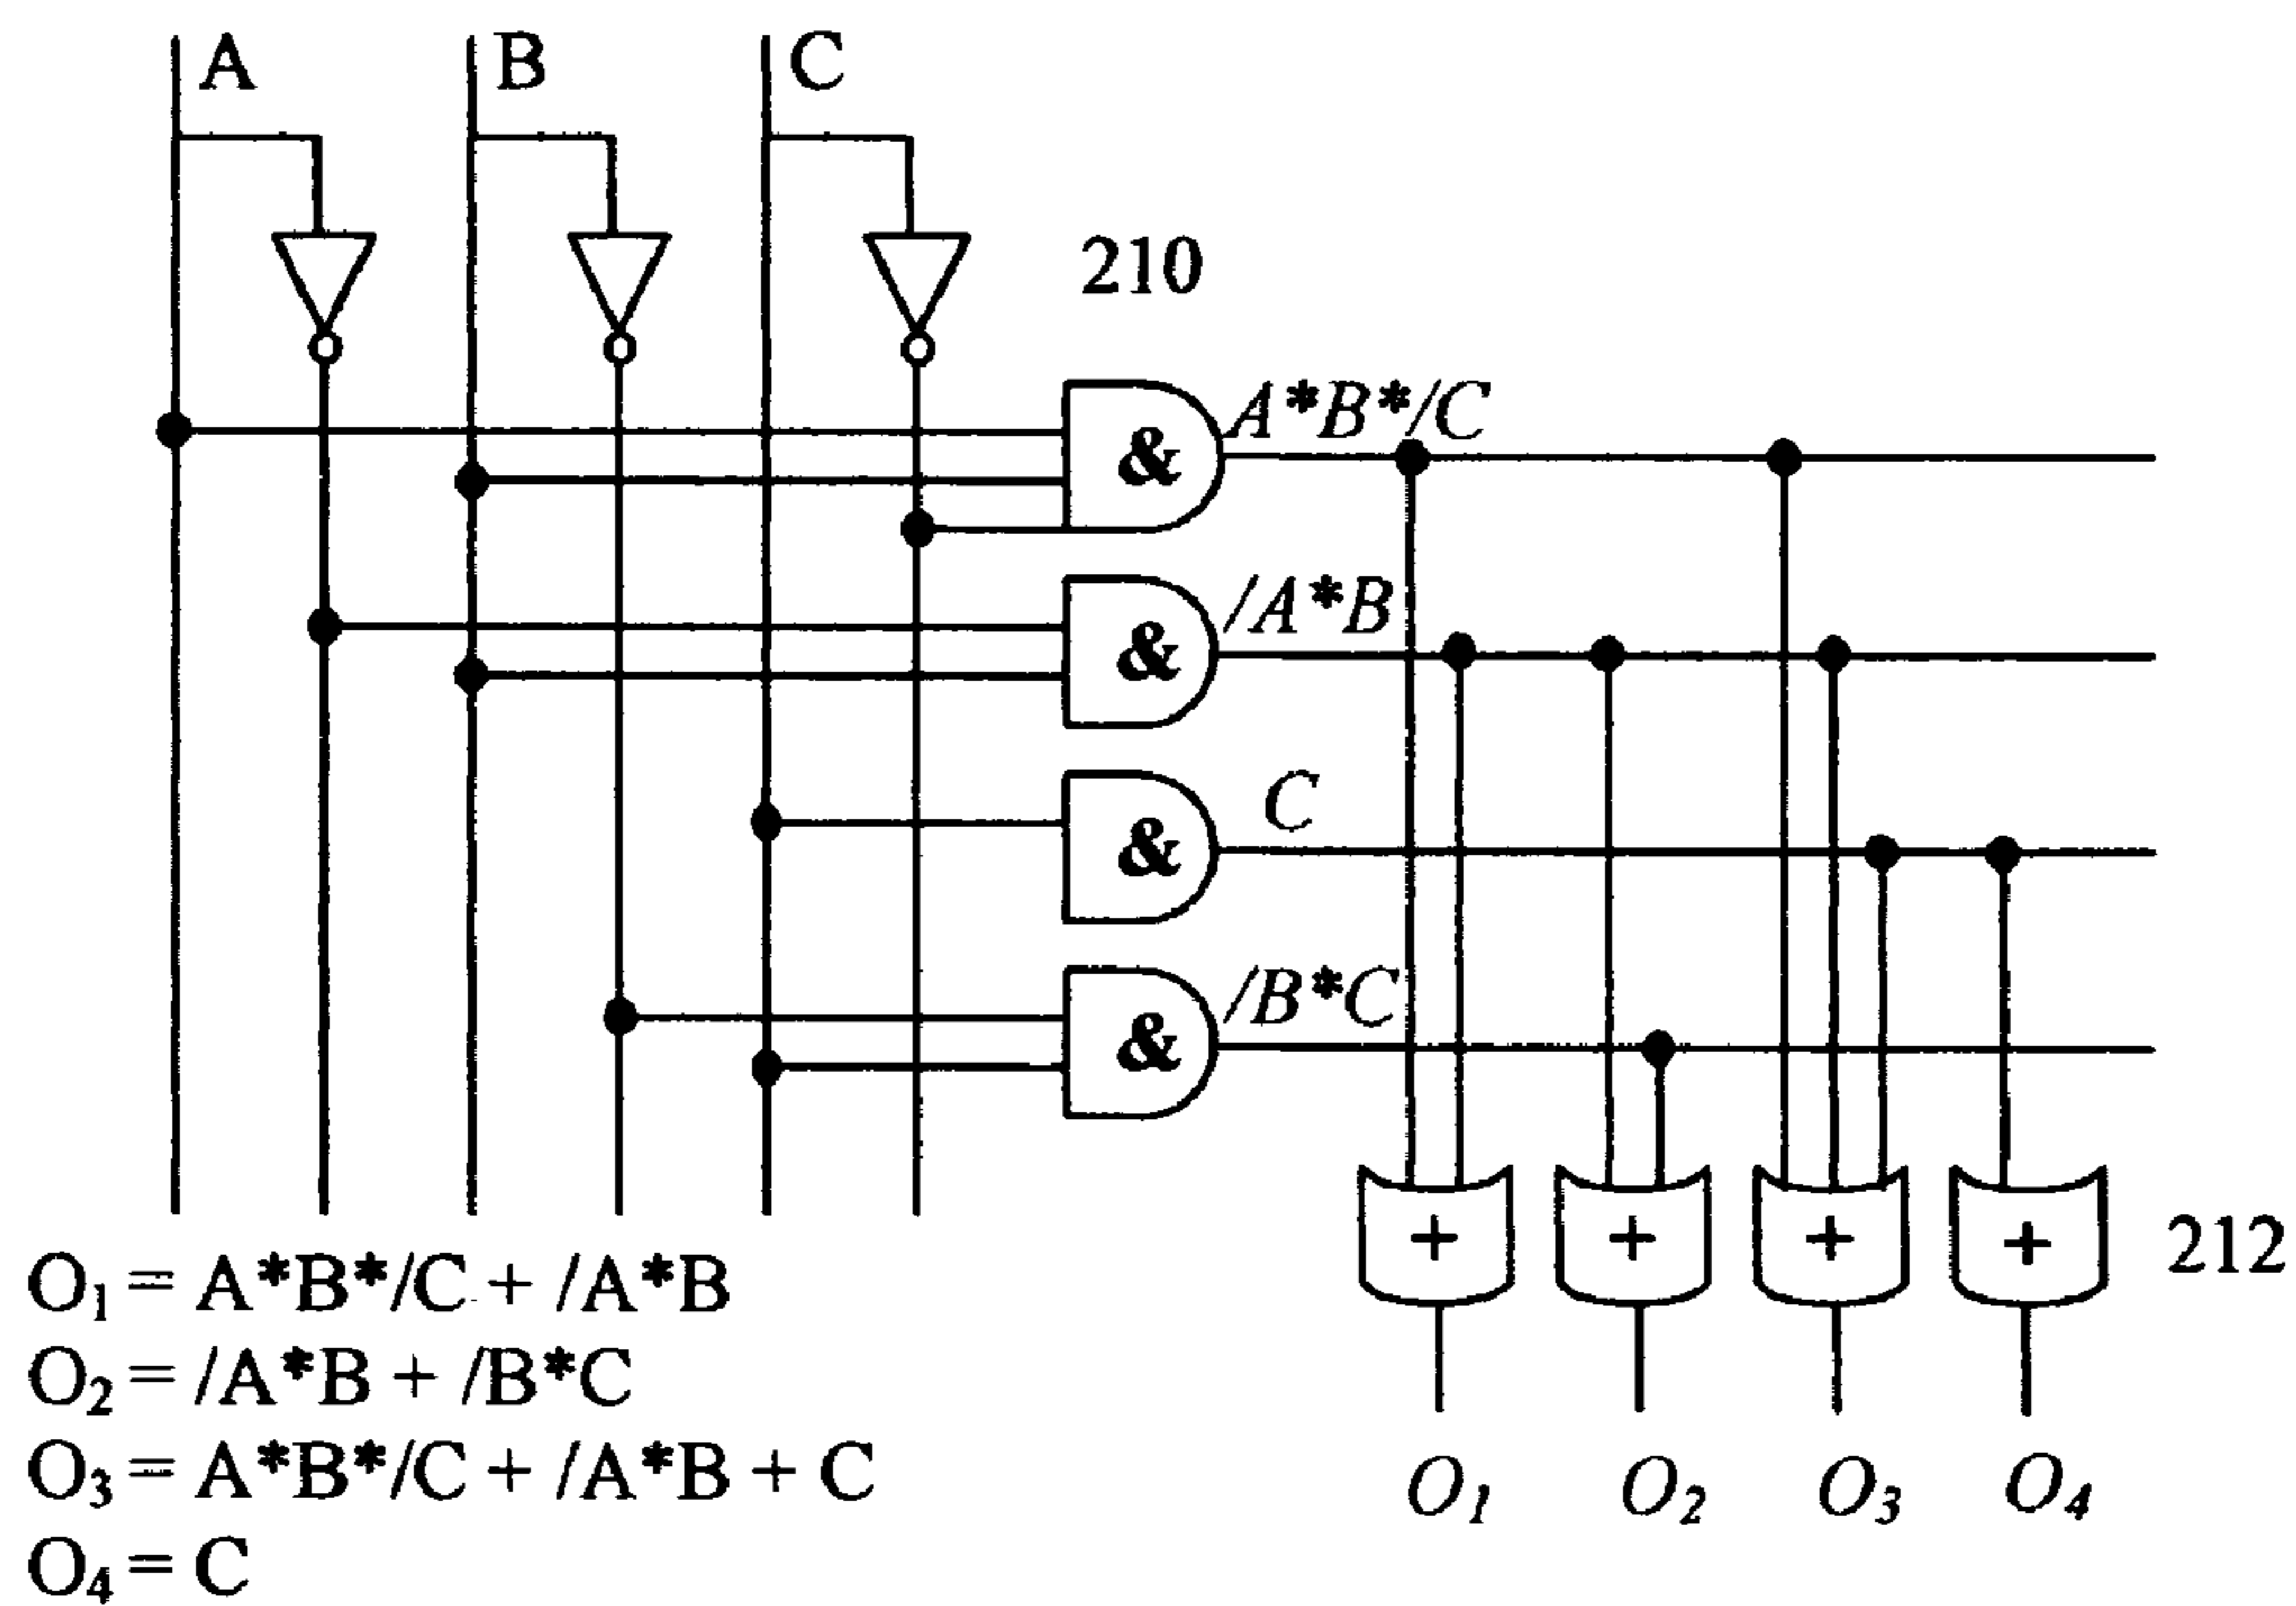 A B C
210
A*B*/C
&
/A*B
&
C
&
/B*C
&
+ + + + 212
O₁ = A*B*/C + /A*B
O₂ = /A*B + /B*C
O₃ = A*B*/C + /A*B + C
O₄ = C
O₁ O₂ O₃ O₄